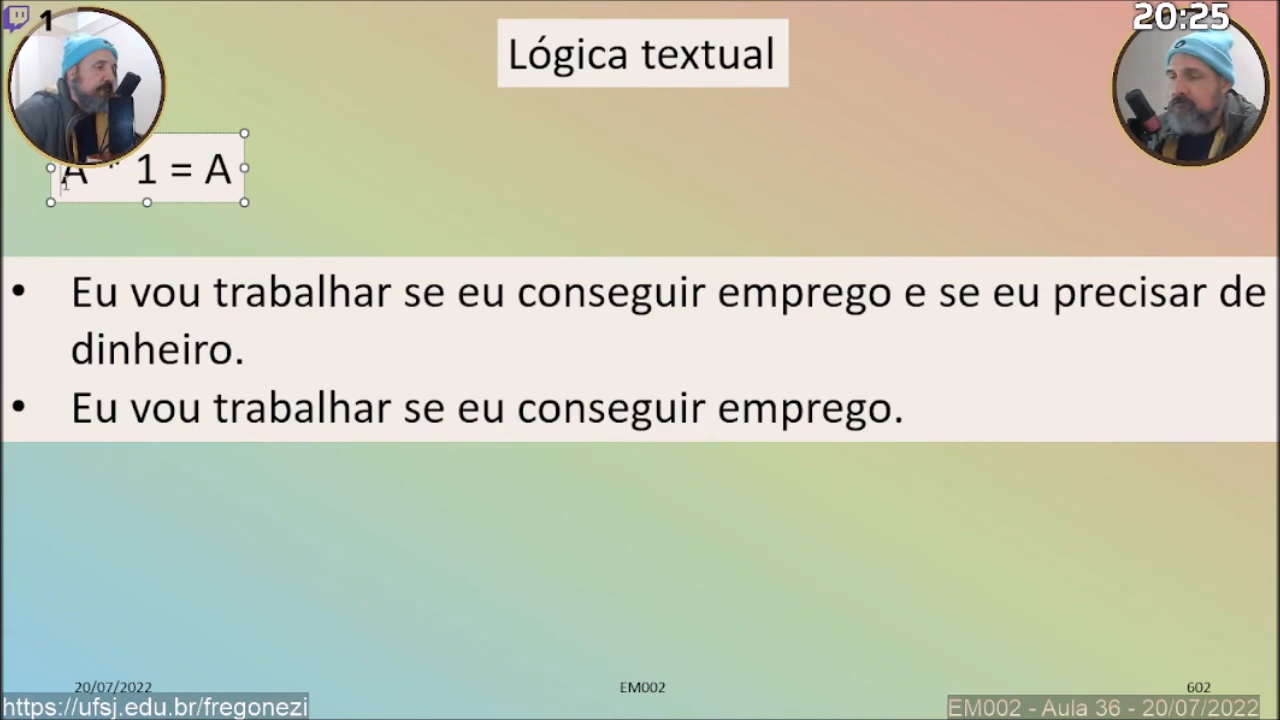 1
20:25
Lógica textual
A * 1 = A
• Eu vou trabalhar se eu conseguir emprego e se eu precisar de
dinheiro.
• Eu vou trabalhar se eu conseguir emprego.
20/07/2022
EM002
602
https://ufsj.edu.br/fregonezi
EM002 - Aula 36 - 20/07/2022